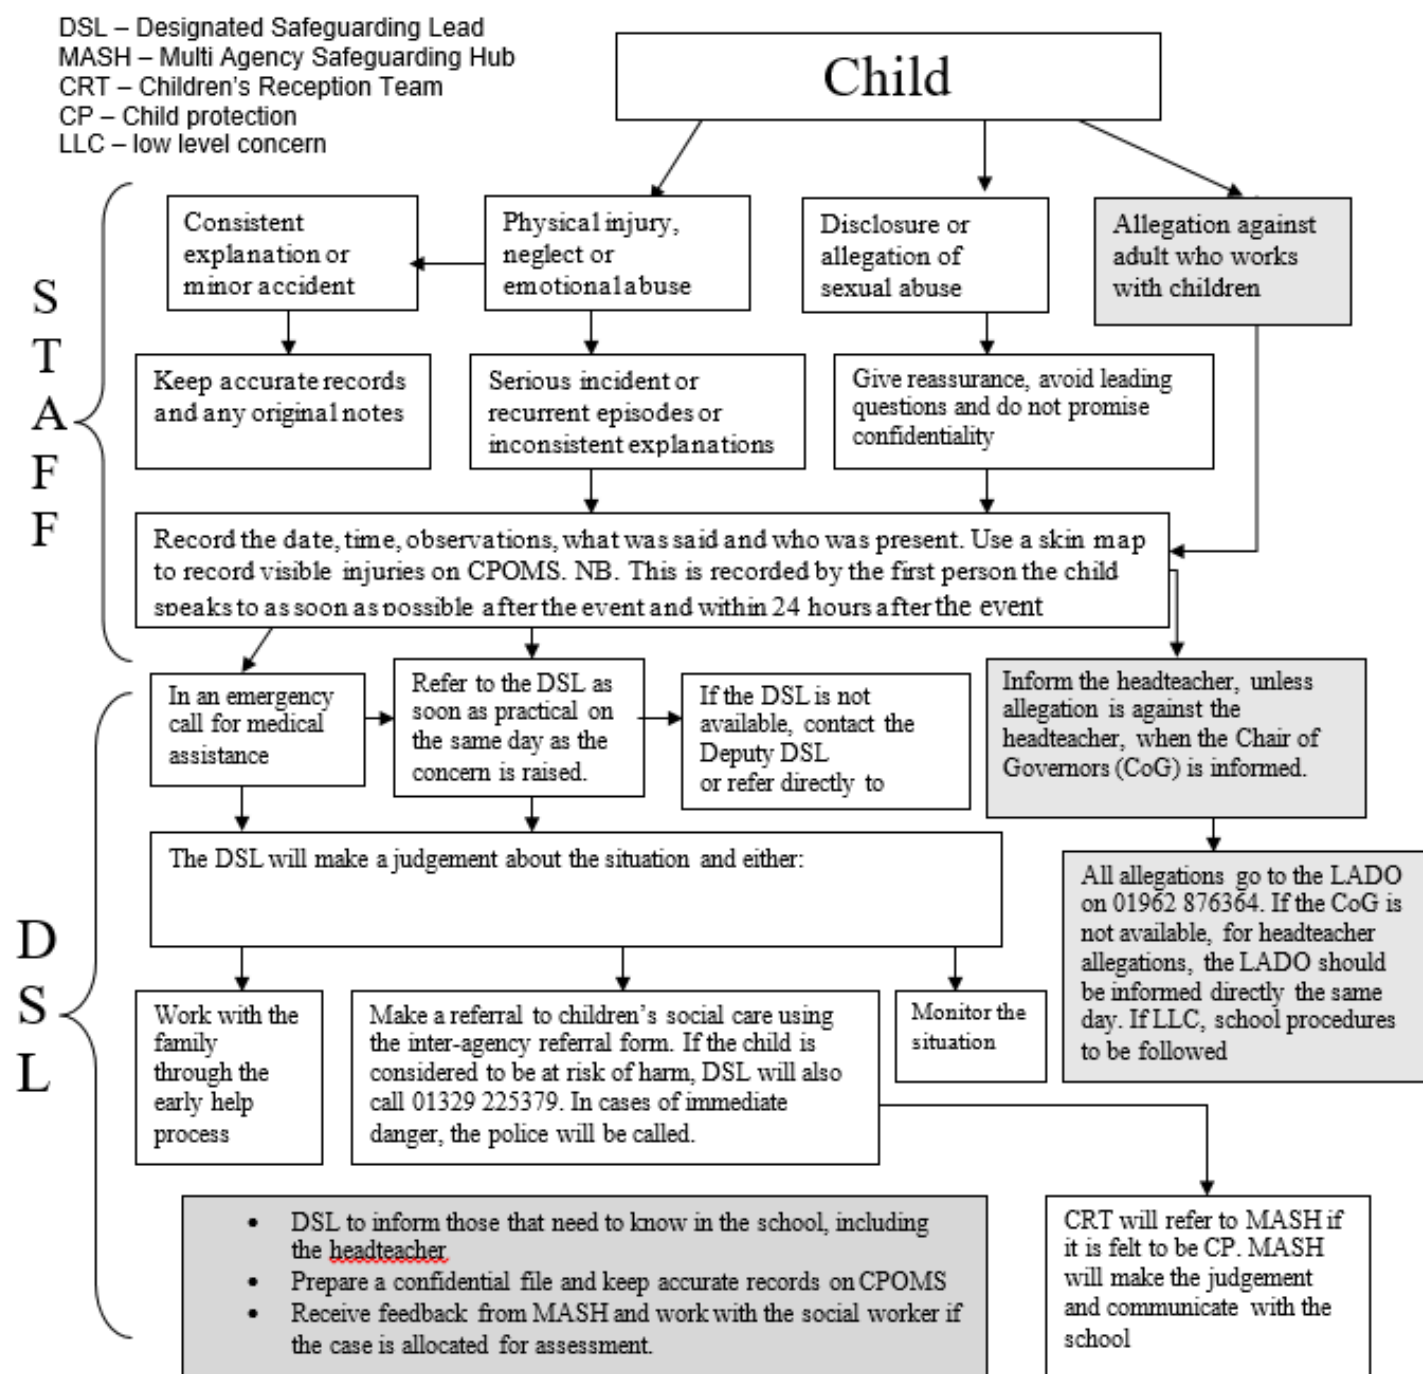 DSL – Designated Safeguarding Lead
MASH – Multi Agency Safeguarding Hub
CRT – Children's Reception Team
CP – Child protection
LLC – low level concern
Child
STAFF
Consistent
explanation or
minor accident
Physical injury,
neglect or
emotional abuse
Disclosure or
allegation of
sexual abuse
Allegation against
adult who works
with children
Keep accurate records
and any original notes
Serious incident or
recurrent episodes or
inconsistent explanations
Give reassurance, avoid leading
questions and do not promise
confidentiality
Record the date, time, observations, what was said and who was present. Use a skin map
to record visible injuries on CPOMS. NB. This is recorded by the first person the child
speaks to as soon as possible after the event and within 24 hours after the event
DSL
In an emergency
call for medical
assistance
Refer to the DSL as
soon as practical on
the same day as the
concern is raised.
If the DSL is not
available, contact the
Deputy DSL
or refer directly to
Inform the headteacher, unless
allegation is against the
headteacher, when the Chair of
Governors (CoG) is informed.
The DSL will make a judgement about the situation and either:
All allegations go to the LADO
on 01962 876364. If the CoG is
not available, for headteacher
allegations, the LADO should
be informed directly the same
day. If LLC, school procedures
to be followed
Work with the
family
through the
early help
process
Make a referral to children's social care using
the inter-agency referral form. If the child is
considered to be at risk of harm, DSL will also
call 01329 225379. In cases of immediate
danger, the police will be called.
Monitor the
situation
• DSL to inform those that need to know in the school, including
the headteacher
• Prepare a confidential file and keep accurate records on CPOMS
• Receive feedback from MASH and work with the social worker if
the case is allocated for assessment.
CRT will refer to MASH if
it is felt to be CP. MASH
will make the judgement
and communicate with the
school